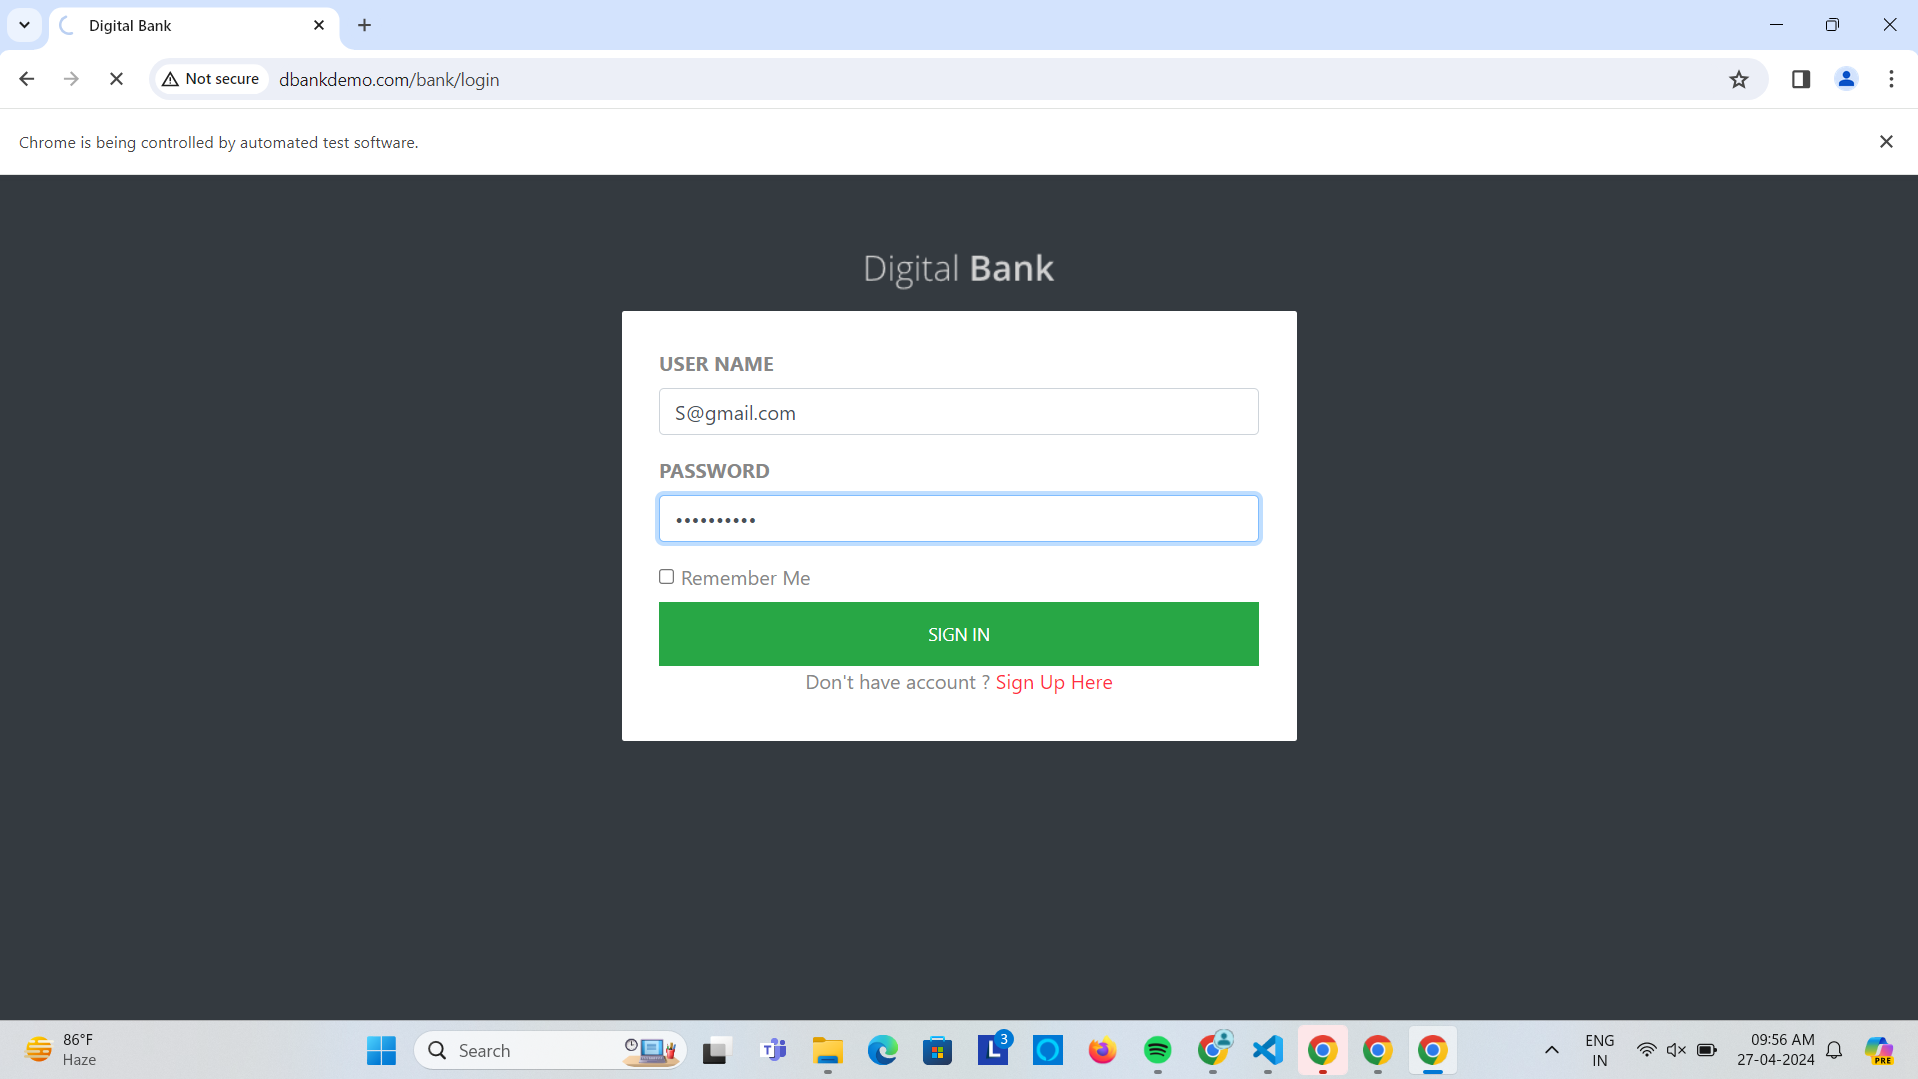 Digital Bank
Not secure
dbankdemo.com/bank/login
Chrome is being controlled by automated test software.
Digital Bank
USER NAME
S@gmail.com
PASSWORD
••••••••••
Remember Me
SIGN IN
Don't have account ? Sign Up Here
86°F
Haze
Search
T
L
3
ENG
IN
09:56 AM
27-04-2024
PRE